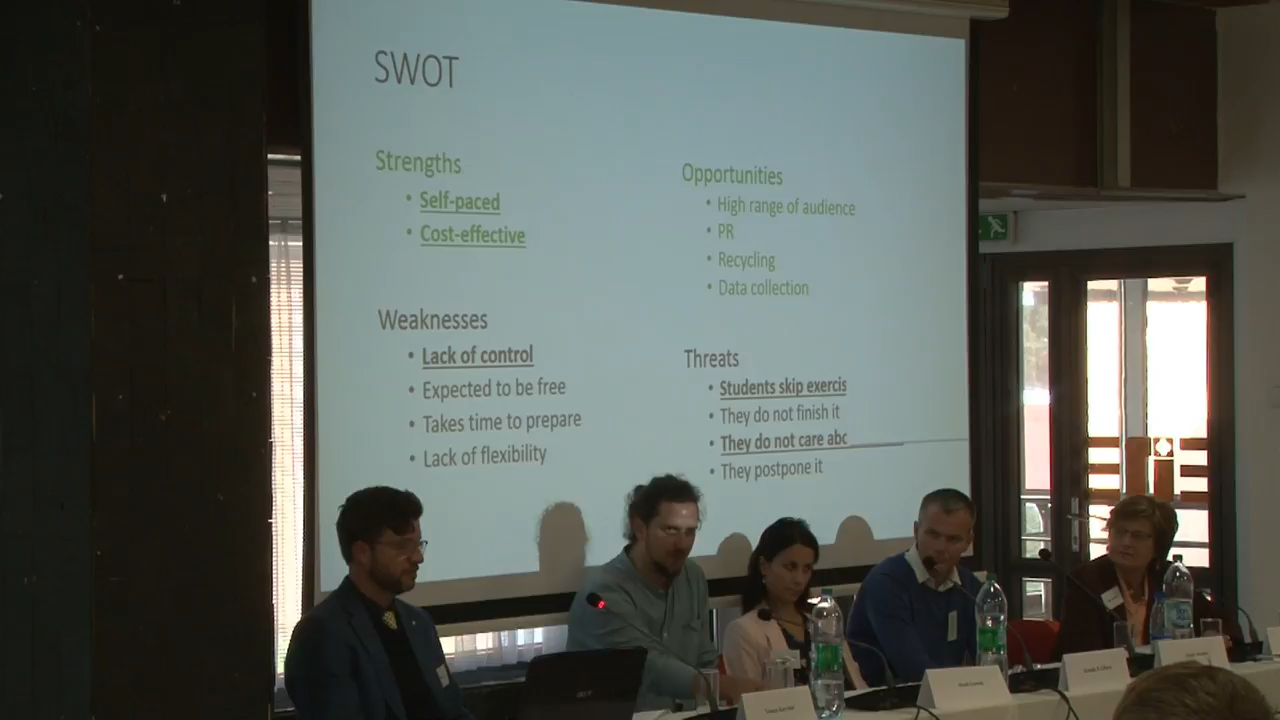 SWOT
Strengths
• Self-paced
• Cost-effective
Weaknesses
• Lack of control
• Expected to be free
• Takes time to prepare
• Lack of flexibility
Opportunities
• High range of audience
• PR
• Recycling
• Data collection
Threats
• Students skip exercis
• They do not finish it
• They do not care abc
• They postpone it
acer